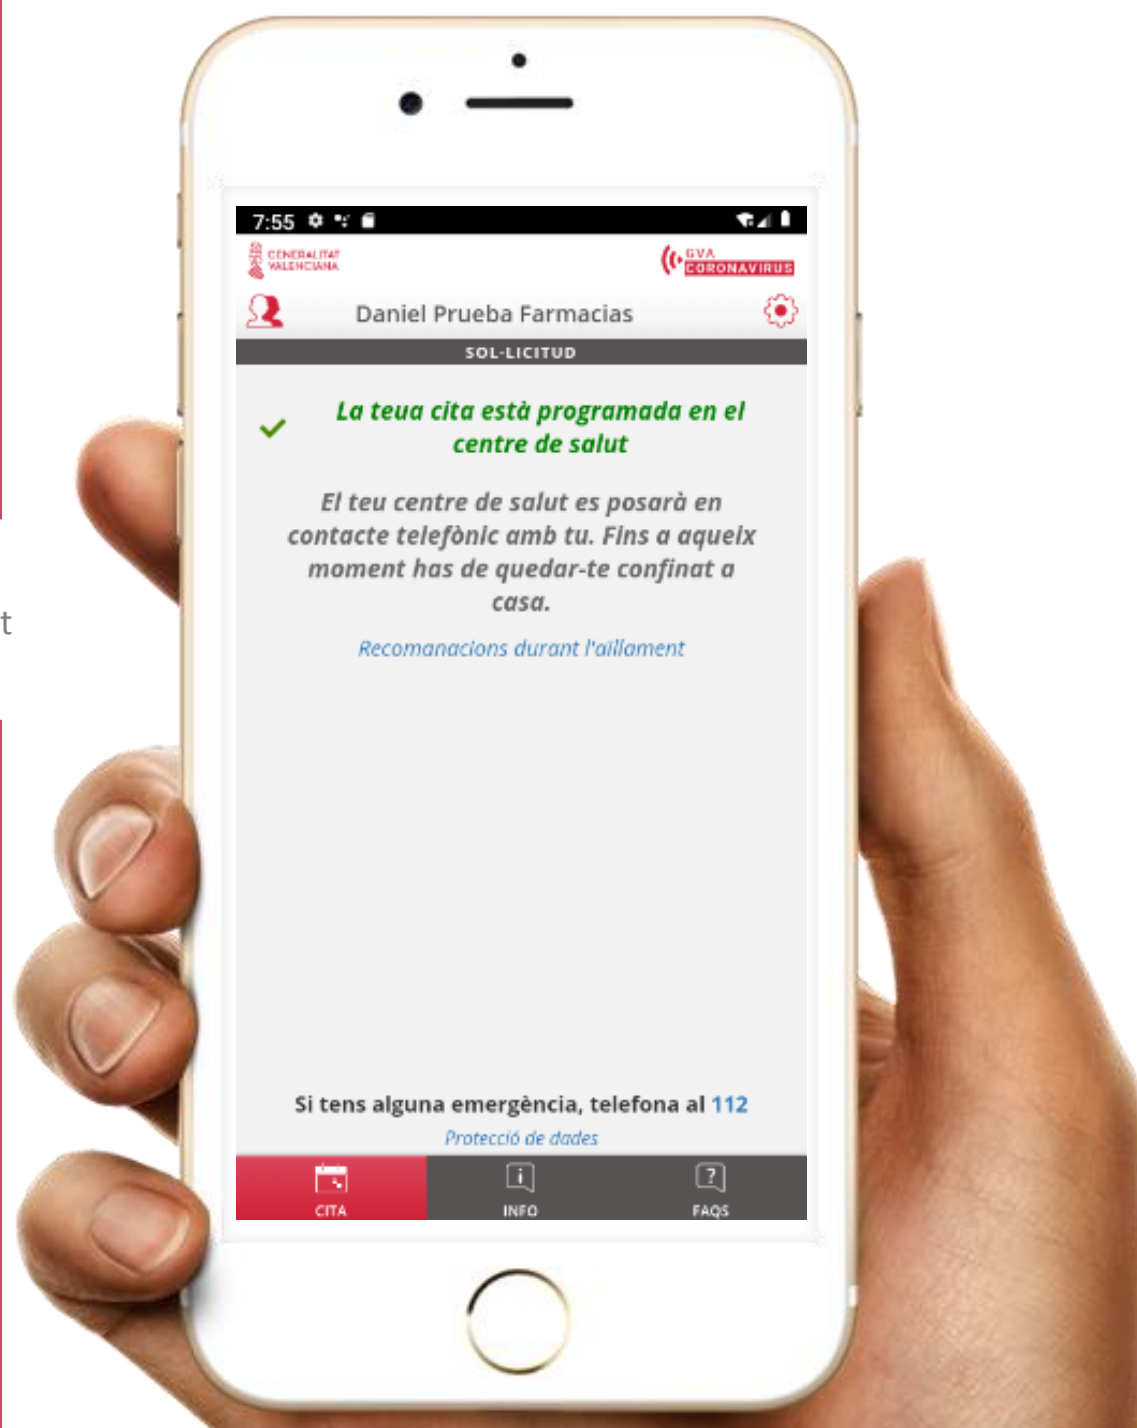 7:55
GENERALITAT
VALENCIANA
GVA
CORONAVIRUS
Daniel Prueba Farmacias
SOL·LICITUD
La teua cita està programada en el
centre de salut
El teu centre de salut es posarà en
contacte telefònic amb tu. Fins a aqueix
moment has de quedar-te confinat a
casa.
t
Recomanacions durant l'aïllament
Si tens alguna emergència, telefona al 112
Protecció de dades
CITA
INFO
FAQS